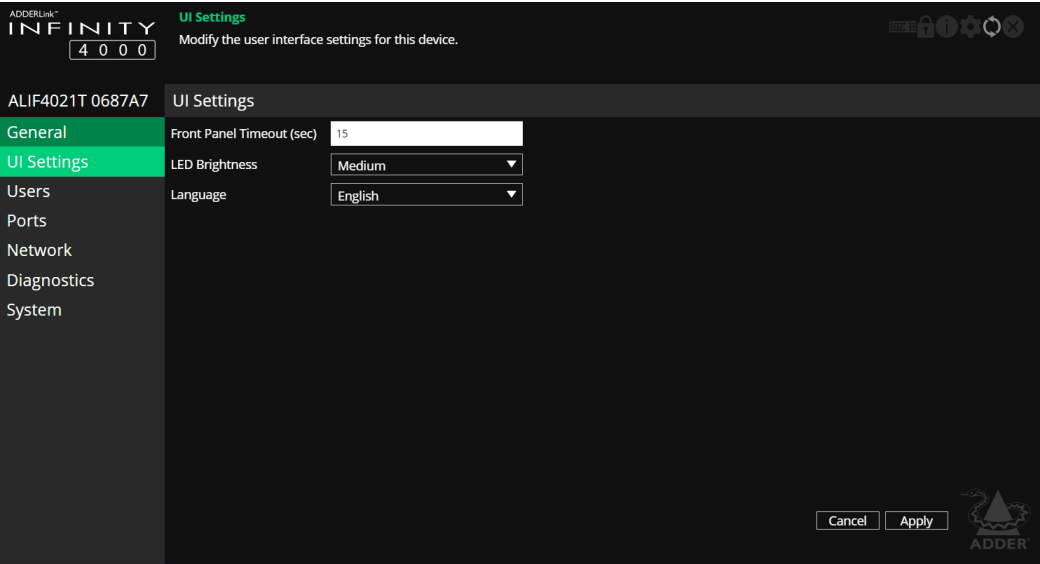 ADDERLink™
INFINITY
4000
UI Settings
Modify the user interface settings for this device.
ALIF4021T 0687A7
UI Settings
General
UI Settings
Users
Ports
Network
Diagnostics
System
Front Panel Timeout (sec)
15
LED Brightness
Medium
Language
English
Cancel
Apply
ADDER®